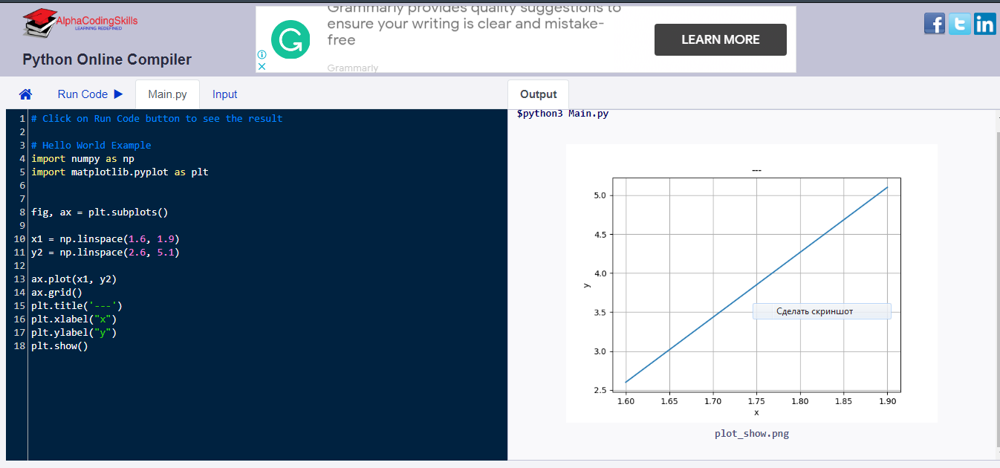 AlphaCodingSkills
LEARNING REDEFINED
Python Online Compiler
Grammarly provides quality suggestions to
ensure your writing is clear and mistake-
free
Grammarly
LEARN MORE
Run Code
Main.py
Input
Output
1 # Click on Run Code button to see the result
2
3 # Hello World Example
4 import numpy as np
5 import matplotlib.pyplot as plt
6
7
8 fig, ax = plt.subplots()
9
10 x1 = np.linspace(1.6, 1.9)
11 y2 = np.linspace(2.6, 5.1)
12
13 ax.plot(x1, y2)
14 ax.grid()
15 plt.title('---')
16 plt.xlabel("x")
17 plt.ylabel("y")
18 plt.show()
$python3 Main.py
---
5.0
4.5
4.0
3.5
3.0
2.5
y
Сделать скриншот
1.60 1.65 1.70 1.75 1.80 1.85 1.90
x
plot_show.png